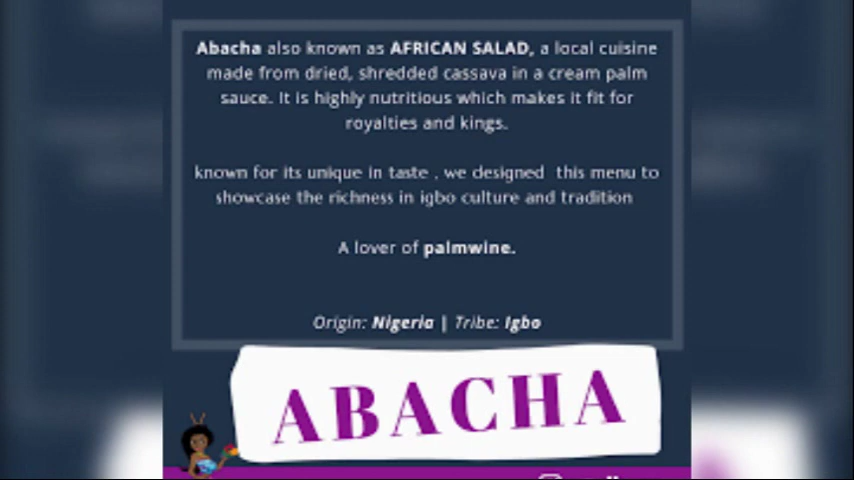 Abacha also known as AFRICAN SALAD, a local cuisine
made from dried, shredded cassava in a cream palm
sauce. It is highly nutritious which makes it fit for
royalties and kings.
known for its unique in taste . we designed this menu to
showcase the richness in igbo culture and tradition
A lover of palmwine.
Origin: Nigeria | Tribe: Igbo
ABACHA